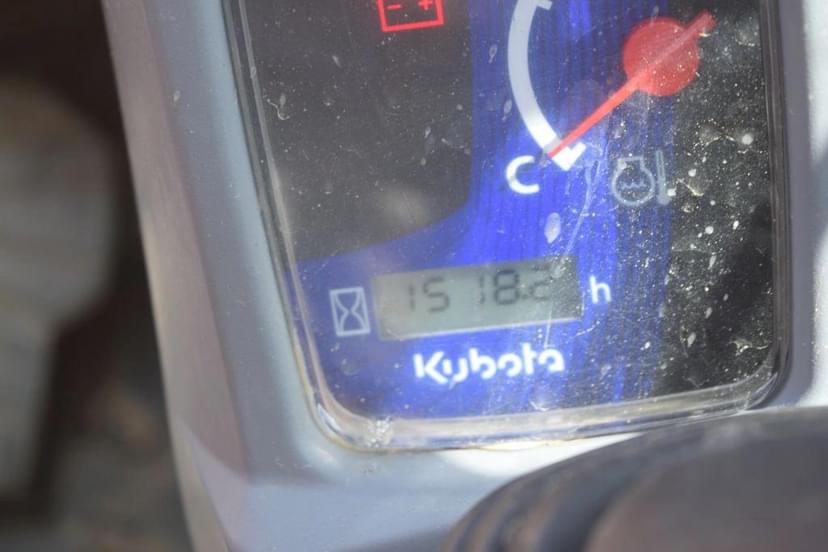 - +
C
1518.2 h
Kubota